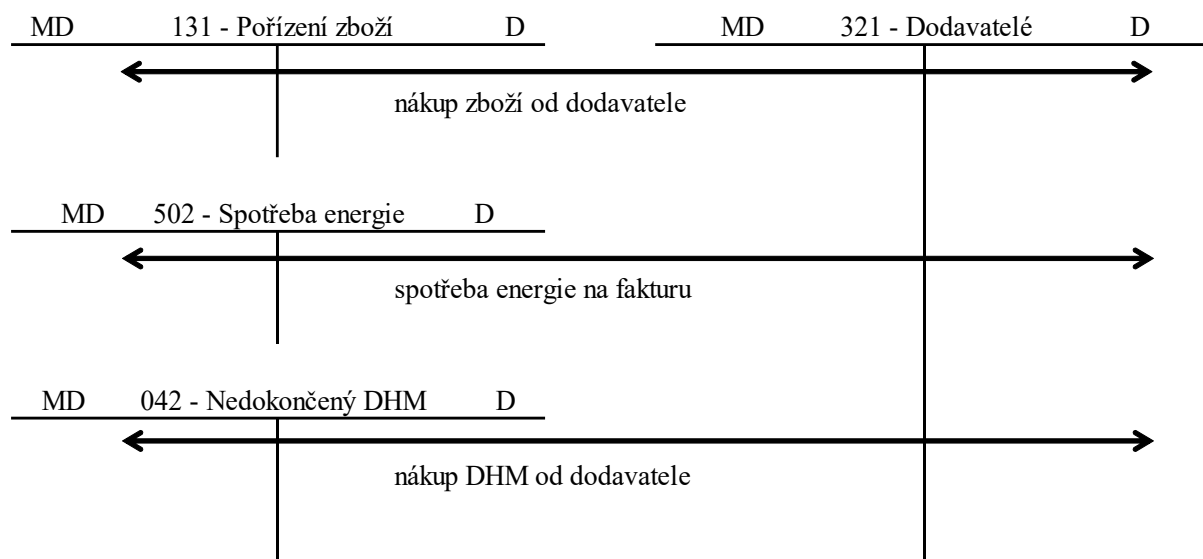 MD 131 - Pořízení zboží D MD 321 - Dodavatelé D
nákup zboží od dodavatele
MD 502 - Spotřeba energie D
spotřeba energie na fakturu
MD 042 - Nedokončený DHM D
nákup DHM od dodavatele